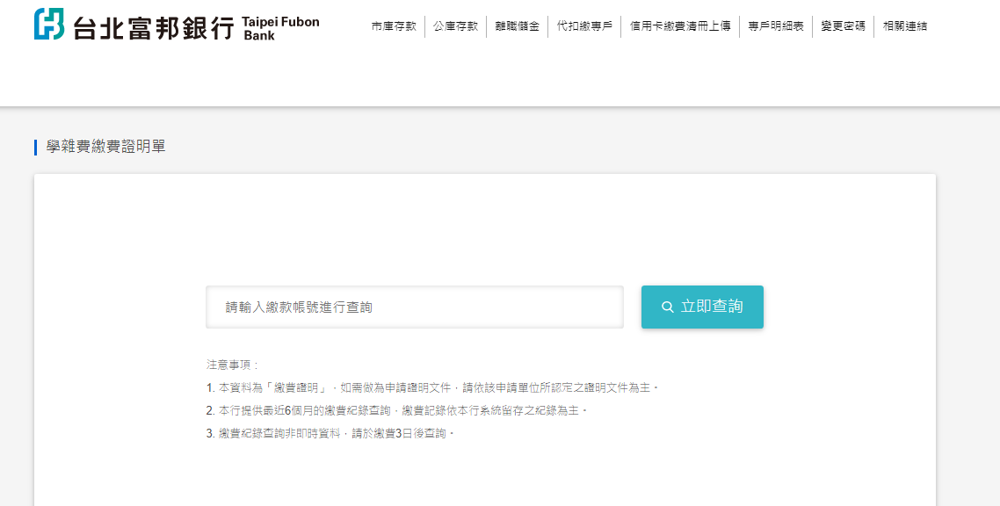 台北富邦銀行 Taipei Fubon Bank
市庫存款 公庫存款 離職儲金 代扣繳專戶 信用卡繳費清冊上傳 專戶明細表 變更密碼 相關連結
學雜費繳費證明單
請輸入繳款帳號進行查詢 立即查詢
注意事項：
1. 本資料為「繳費證明」，如需做為申請證明文件，請依該申請單位所認定之證明文件為主。
2. 本行提供最近6個月的繳費紀錄查詢，繳費記錄依本行系統留存之紀錄為主。
3. 繳費紀錄查詢非即時資料，請於繳費3日後查詢。